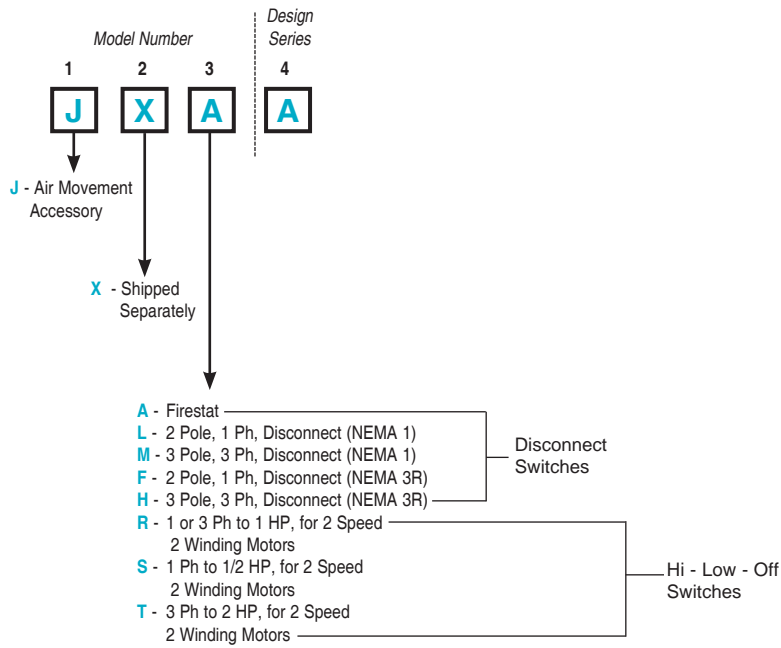 Design
Model Number Series
1 2 3 4
J X A A
J - Air Movement
Accessory
X - Shipped
Separately
A - Firestat
L - 2 Pole, 1 Ph, Disconnect (NEMA 1)
M - 3 Pole, 3 Ph, Disconnect (NEMA 1)
F - 2 Pole, 1 Ph, Disconnect (NEMA 3R)
H - 3 Pole, 3 Ph, Disconnect (NEMA 3R)
Disconnect
Switches
R - 1 or 3 Ph to 1 HP, for 2 Speed
2 Winding Motors
S - 1 Ph to 1/2 HP, for 2 Speed
2 Winding Motors
T - 3 Ph to 2 HP, for 2 Speed
2 Winding Motors
Hi - Low - Off
Switches